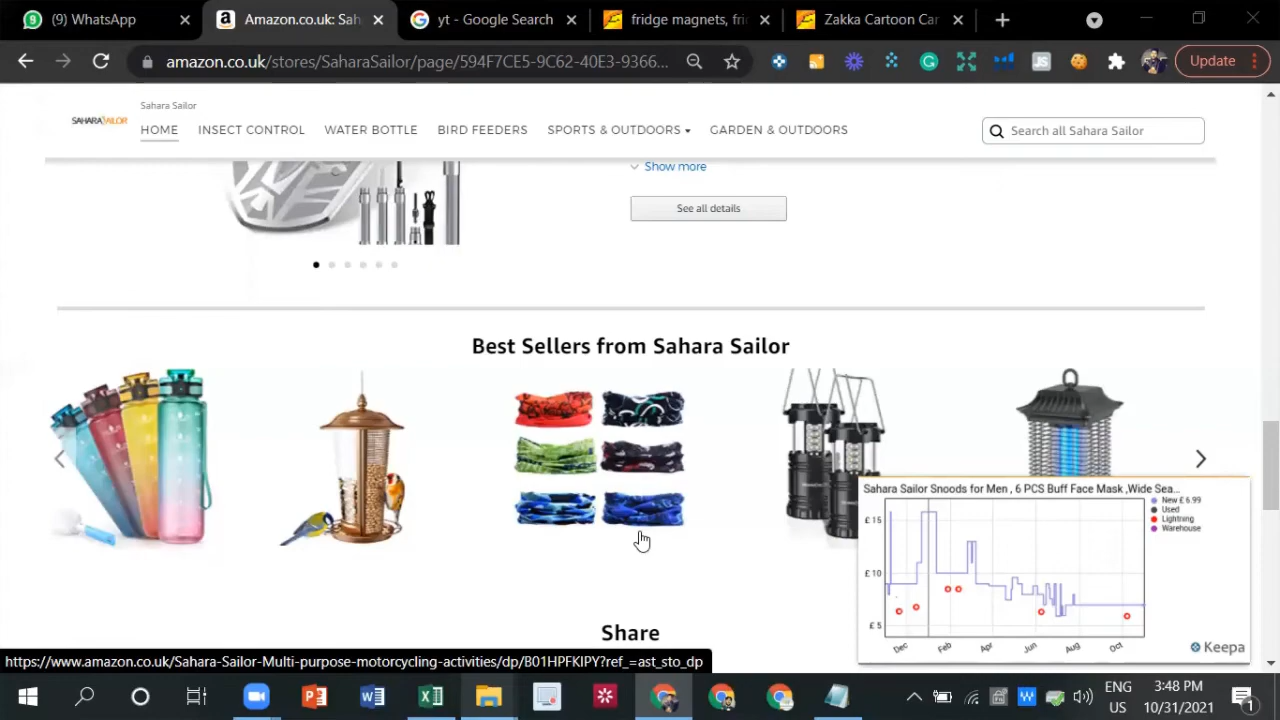 (9) WhatsApp
Amazon.co.uk: Sah
yt - Google Search
fridge magnets, fri
Zakka Cartoon Car
amazon.co.uk/stores/SaharaSailor/page/594F7CE5-9C62-40E3-9366...
Update
SAHARA SAILOR
Sahara Sailor
HOME
INSECT CONTROL
WATER BOTTLE
BIRD FEEDERS
SPORTS & OUTDOORS
GARDEN & OUTDOORS
Search all Sahara Sailor
Show more
See all details
Best Sellers from Sahara Sailor
Sahara Sailor Snoods for Men , 6 PCS Buff Face Mask ,Wide Sea...
New £ 6.99
Used
Lightning
Warehouse
£ 15
£ 10
£ 5
Dec
Feb
Apr
Jun
Aug
Oct
Keepa
Share
https://www.amazon.co.uk/Sahara-Sailor-Multi-purpose-motorcycling-activities/dp/B01HPFKIPY?ref_=ast_sto_dp
ENG
US
3:48 PM
10/31/2021
1